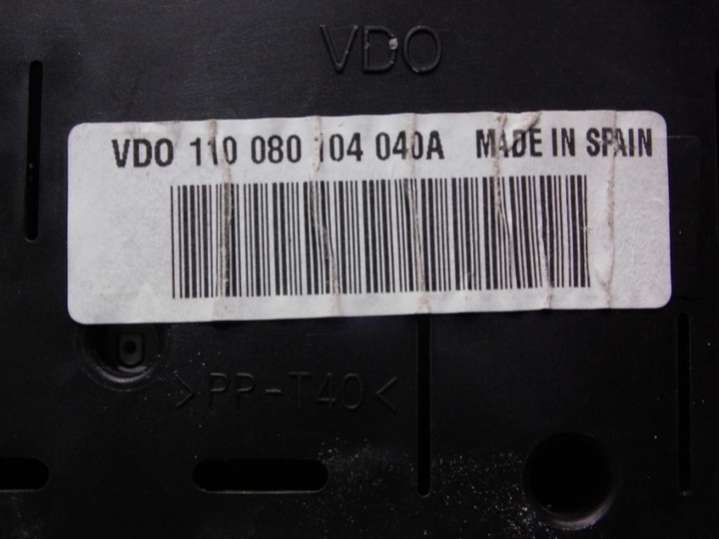 VDO
VDO 110 080 104 040A MADE IN SPAIN
>PP-T40<